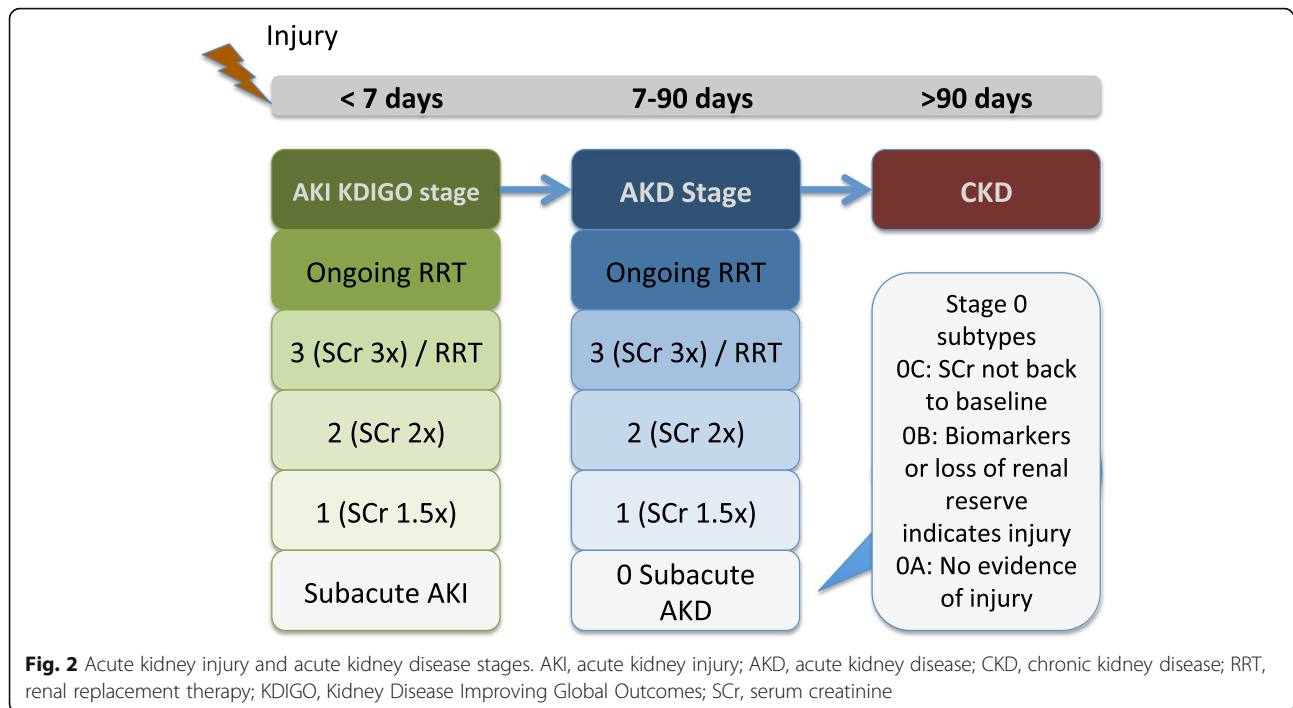 Injury
< 7 days
7-90 days
>90 days
AKI KDIGO stage
AKD Stage
CKD
Ongoing RRT
Ongoing RRT
3 (SCr 3x) / RRT
3 (SCr 3x) / RRT
2 (SCr 2x)
2 (SCr 2x)
1 (SCr 1.5x)
1 (SCr 1.5x)
Subacute AKI
0 Subacute
AKD
Stage 0
subtypes
0C: SCr not back
to baseline
0B: Biomarkers
or loss of renal
reserve
indicates injury
0A: No evidence
of injury
Fig. 2 Acute kidney injury and acute kidney disease stages. AKI, acute kidney injury; AKD, acute kidney disease; CKD, chronic kidney disease; RRT,
renal replacement therapy; KDIGO, Kidney Disease Improving Global Outcomes; SCr, serum creatinine